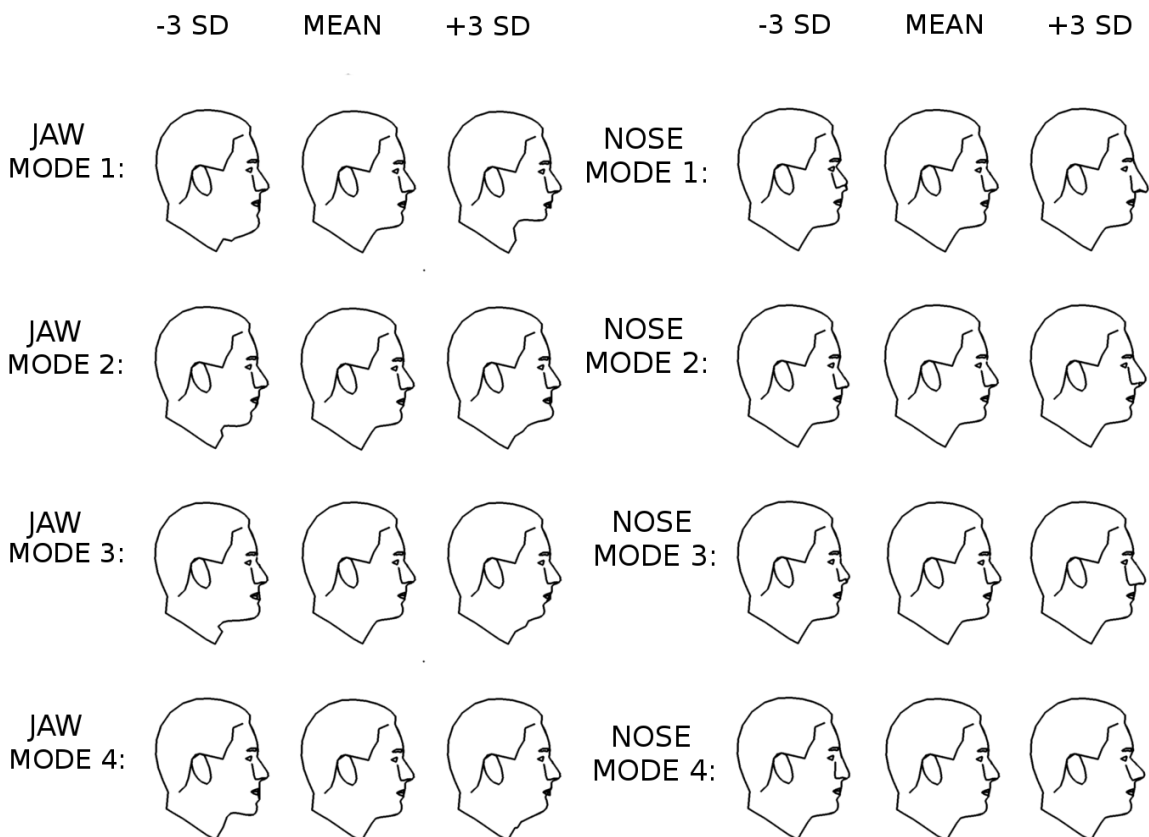 -3 SD MEAN +3 SD -3 SD MEAN +3 SD
JAW
MODE 1:
NOSE
MODE 1:
JAW
MODE 2:
NOSE
MODE 2:
JAW
MODE 3:
NOSE
MODE 3:
JAW
MODE 4:
NOSE
MODE 4: